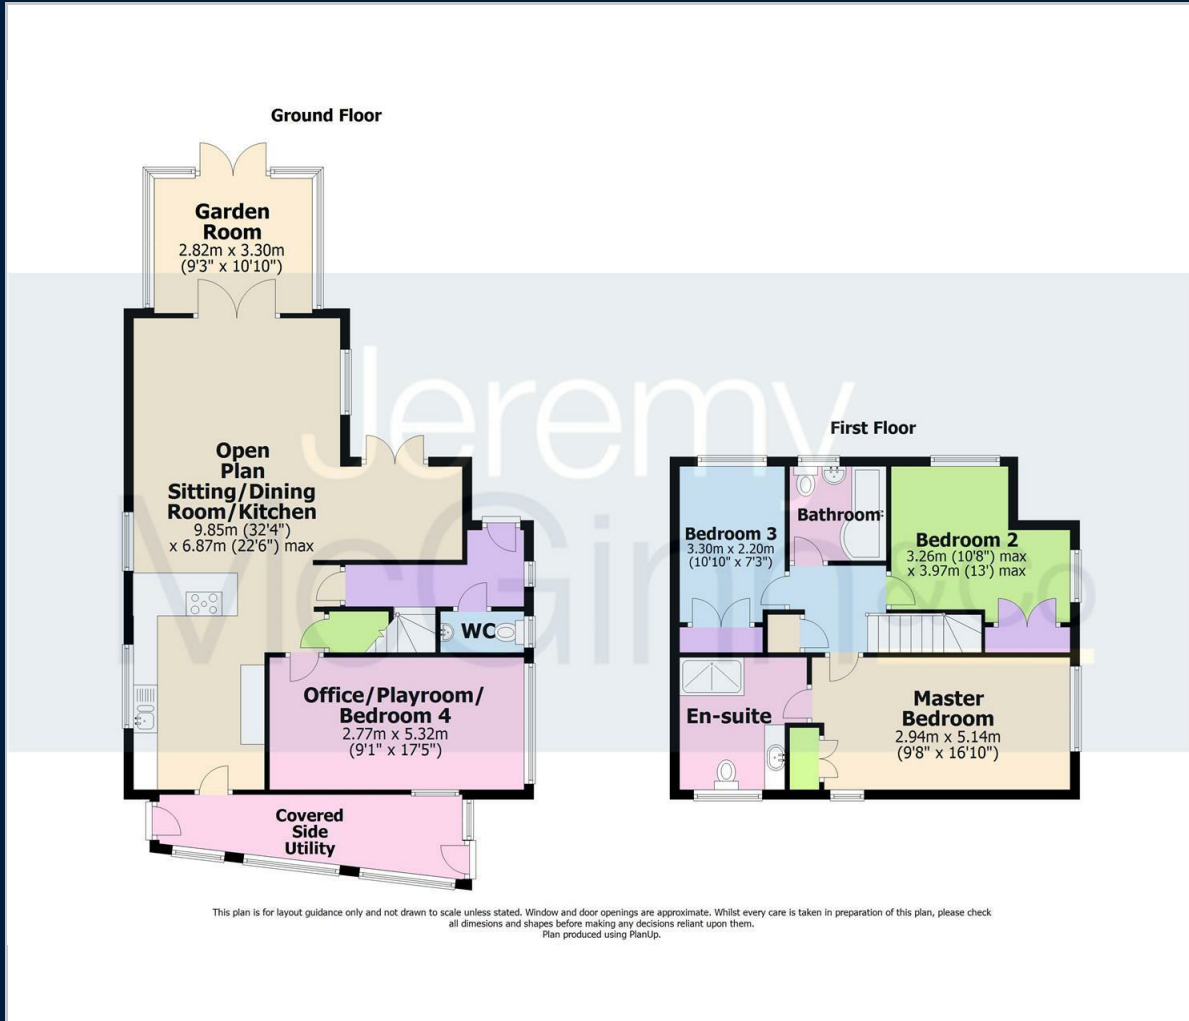 Ground Floor
Garden
Room
2.82m x 3.30m
(9'3" x 10'10")
Open
Plan
Sitting/Dining
Room/Kitchen
9.85m (32'4")
x 6.87m (22'6") max
WC
Office/Playroom/
Bedroom 4
2.77m x 5.32m
(9'1" x 17'5")
Covered
Side
Utility
First Floor
Bedroom 3
3.30m x 2.20m
(10'10" x 7'3")
Bathroom
Bedroom 2
3.26m (10'8") max
x 3.97m (13') max
En-suite
Master
Bedroom
2.94m x 5.14m
(9'8" x 16'10")
Jeremy
McGinn & Co
This plan is for layout guidance only and not drawn to scale unless stated. Window and door openings are approximate. Whilst every care is taken in preparation of this plan, please check
all dimesions and shapes before making any decisions reliant upon them.
Plan produced using PlanUp.